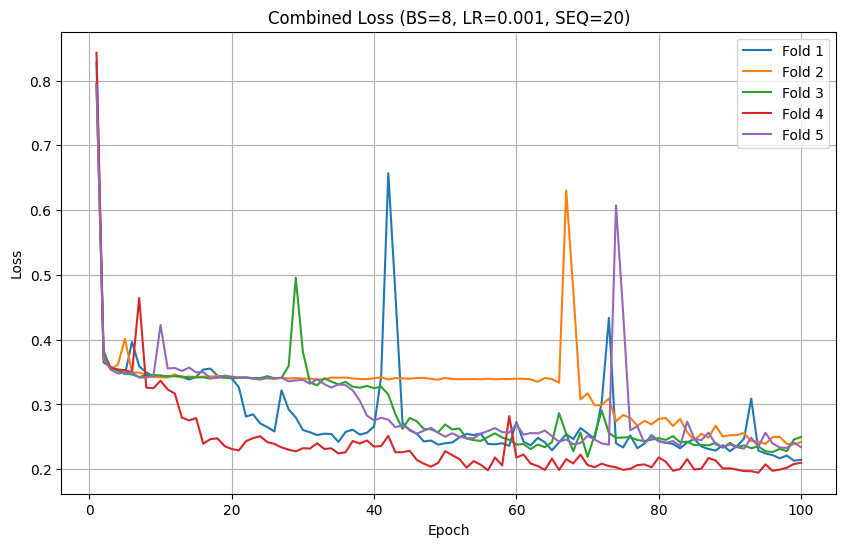 Combined Loss (BS=8, LR=0.001, SEQ=20)
Fold 1
Fold 2
Fold 3
Fold 4
Fold 5
Loss
0.8
0.7
0.6
0.5
0.4
0.3
0.2
0
20
40
60
80
100
Epoch